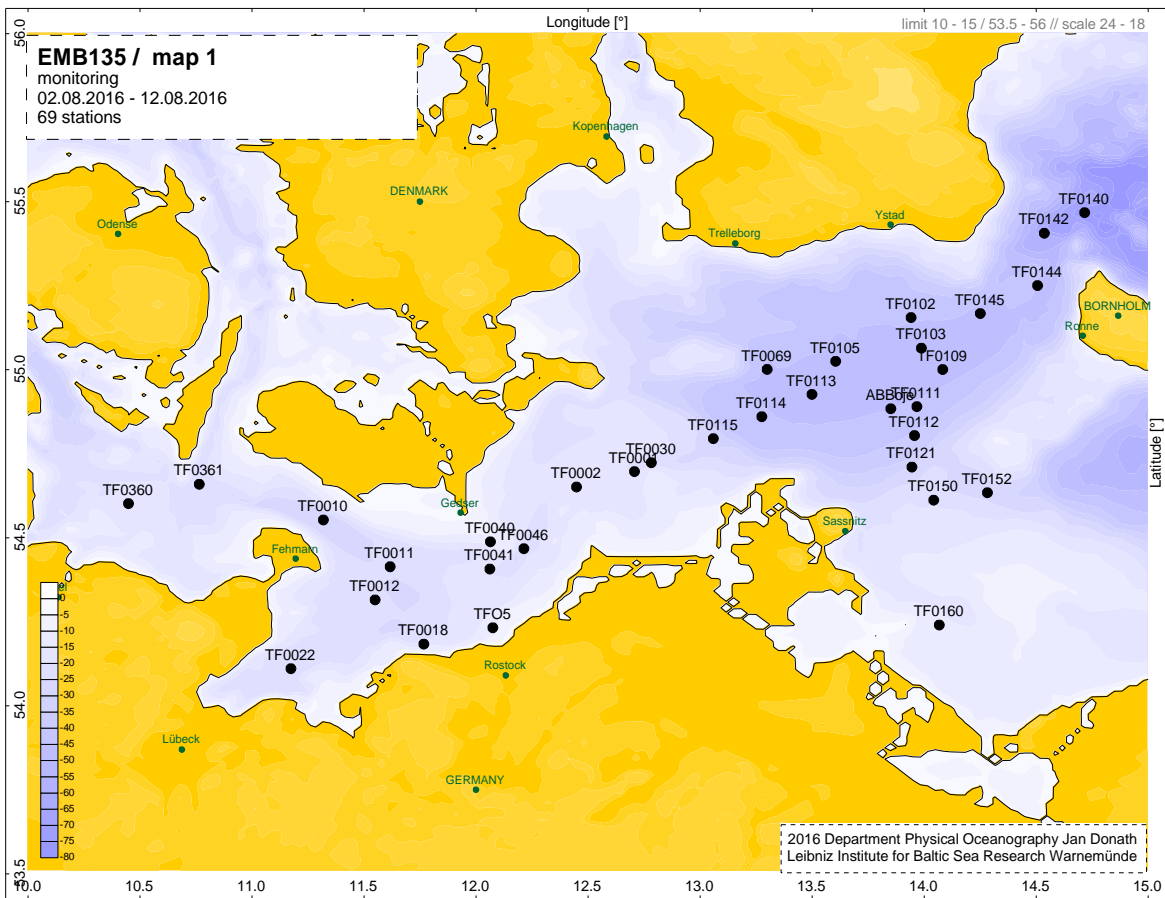 Longitude [°]
limit 10 - 15 / 53.5 - 56 // scale 24 - 18
EMB135 / map 1
monitoring
02.08.2016 - 12.08.2016
69 stations
56.0
55.5
55.0
54.5
54.0
53.5
Latitude [°]
Kopenhagen
DENMARK
Odense
Trelleborg
Ystad
TF0140
TF0142
TF0144
TF0145
TF0102
BORNHOLM
Ronne
TF0103
TF0109
TF0105
TF0069
TF0113
TF0111
ABBoje
TF0114
TF0112
TF0115
TF0030
TF0001
TF0121
TF0002
TF0152
TF0150
TF0361
TF0360
TF0010
Gedser
TF0040
TF0046
Sassnitz
Fehmarn
TF0011
TF0041
TF0012
TFO5
TF0160
TF0018
TF0022
Rostock
Lübeck
GERMANY
0
-5
-10
-15
-20
-25
-30
-35
-40
-45
-50
-55
-60
-65
-70
-75
-80
2016 Department Physical Oceanography Jan Donath
Leibniz Institute for Baltic Sea Research Warnemünde
10.0 10.5 11.0 11.5 12.0 12.5 13.0 13.5 14.0 14.5 15.0